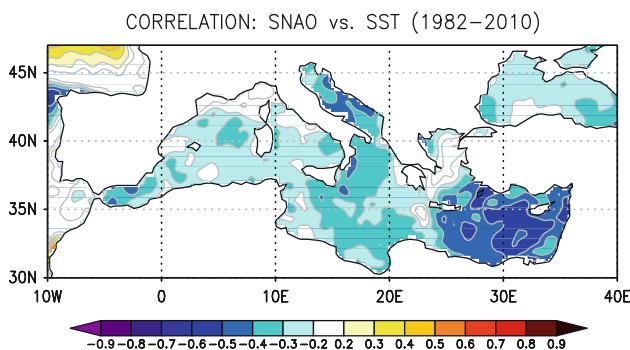 CORRELATION: SNAO vs. SST (1982−2010)
45N
40N
35N
30N
10W 0 10E 20E 30E 40E
−0.9 −0.8 −0.7 −0.6 −0.5 −0.4 −0.3 −0.2 0.2 0.3 0.4 0.5 0.6 0.7 0.8 0.9